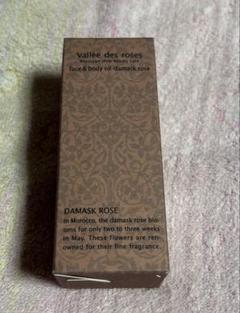 Vallée des roses
face & body oil damask rose
DAMASK ROSE
In Morocco, the damask rose blo-
oms for only two to three weeks
in May. These flowers are ren-
owned for their fine fragrance.